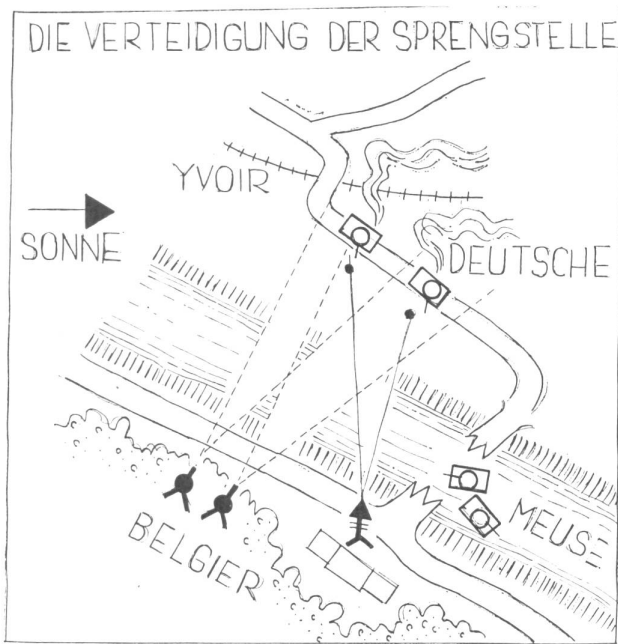 DIE VERTEIDIGUNG DER SPRENGSTELLE
YVOIR
SONNE
DEUTSCHE
MEUSE
BELGIER